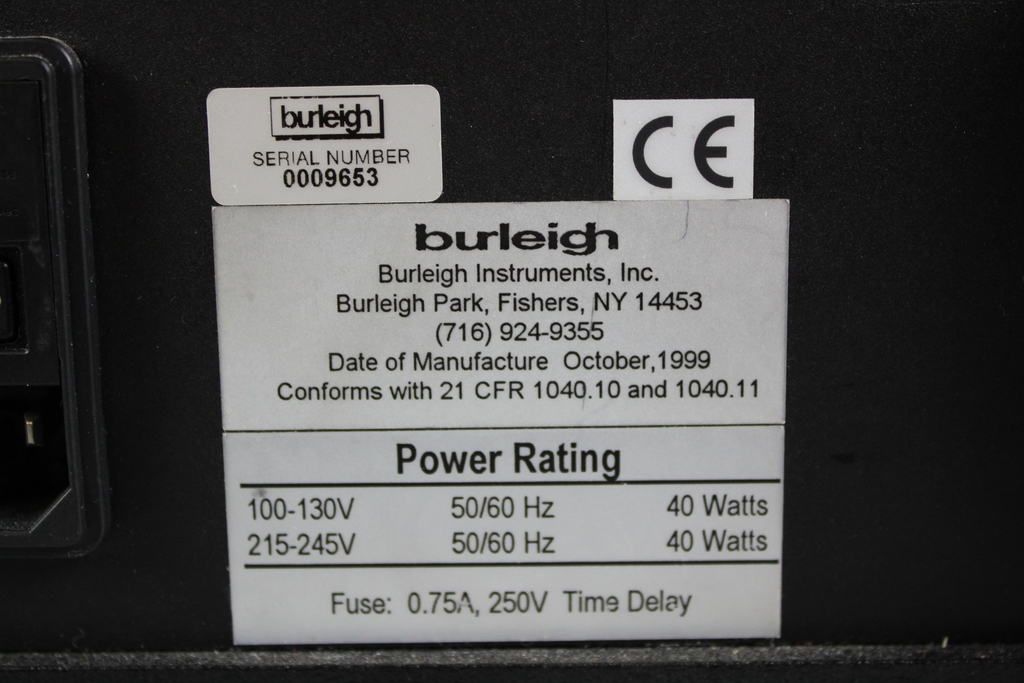 burleigh
SERIAL NUMBER
0009653
CE
burleigh
Burleigh Instruments, Inc.
Burleigh Park, Fishers, NY 14453
(716) 924-9355
Date of Manufacture October,1999
Conforms with 21 CFR 1040.10 and 1040.11
Power Rating
100-130V 50/60 Hz 40 Watts
215-245V 50/60 Hz 40 Watts
Fuse: 0.75A, 250V Time Delay